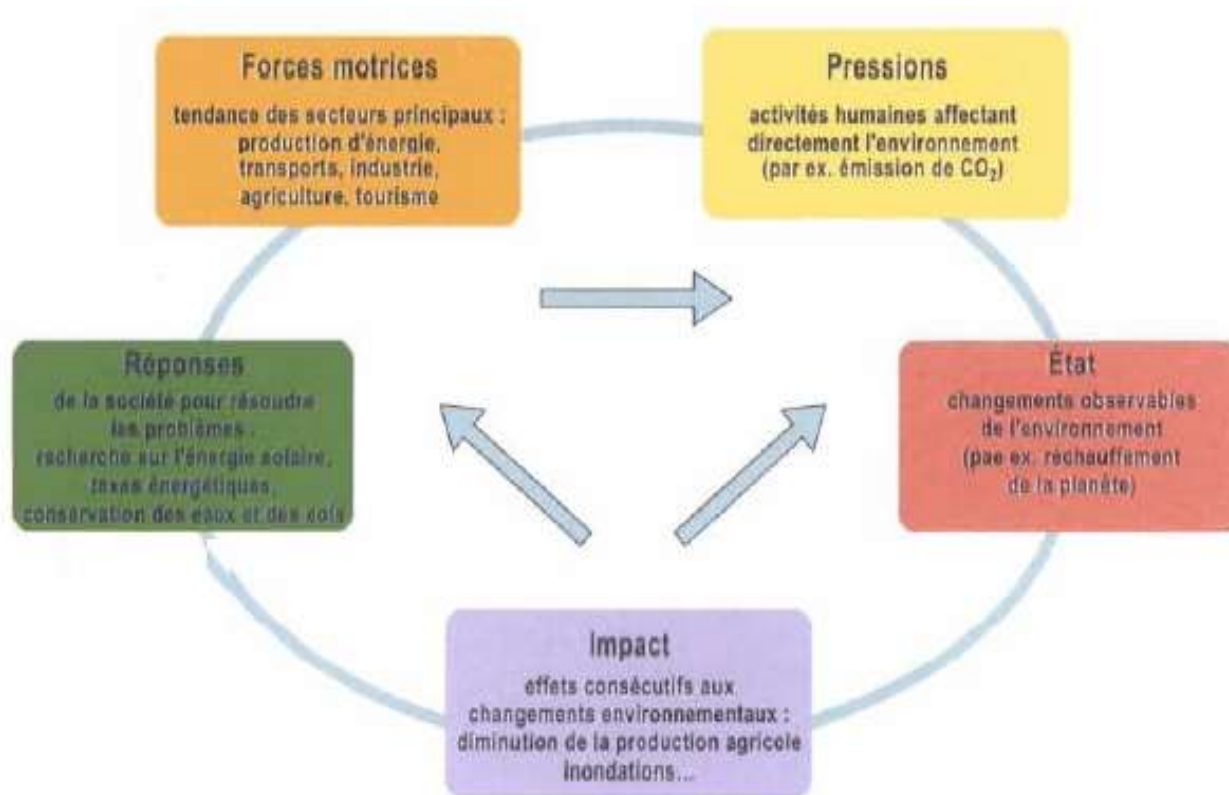 Forces motrices
tendance des secteurs principaux :
production d'énergie,
transports, industrie,
agriculture, tourisme
Pressions
activités humaines affectant
directement l'environnement
(par ex. émission de CO₂)
Réponses
de la société pour résoudre
les problèmes :
recherche sur l'énergie solaire,
taxes énergétiques,
conservation des eaux et des sols
État
changements observables
de l'environnement
(pae ex. réchauffement
de la planète)
Impact
effets consécutifs aux
changements environnementaux :
diminution de la production agricole
inondations...